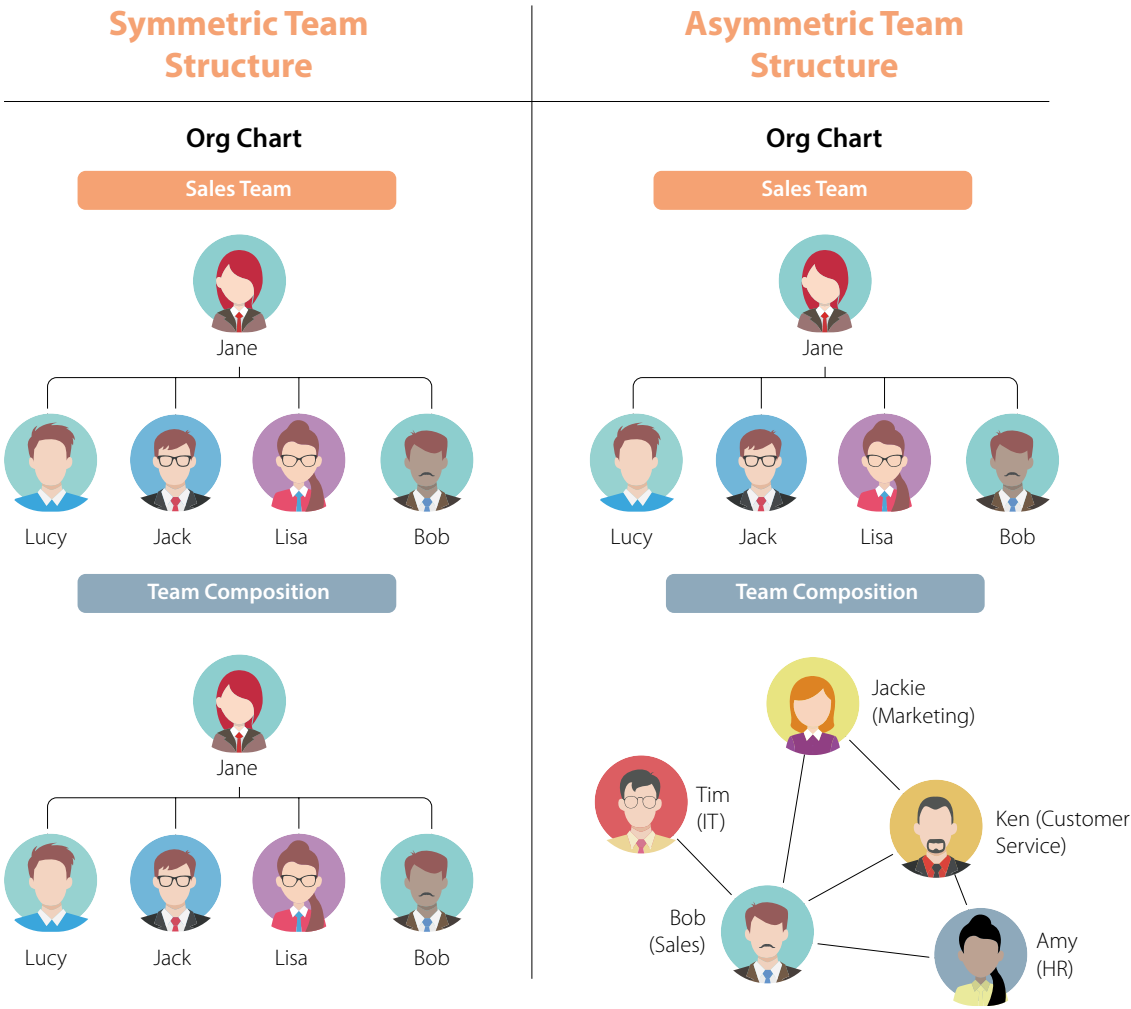 Symmetric Team
Structure
Org Chart
Sales Team
Jane
Lucy
Jack
Lisa
Bob
Team Composition
Jane
Lucy
Jack
Lisa
Bob
Asymmetric Team
Structure
Org Chart
Sales Team
Jane
Lucy
Jack
Lisa
Bob
Team Composition
Jackie
(Marketing)
Tim
(IT)
Ken (Customer
Service)
Bob
(Sales)
Amy
(HR)